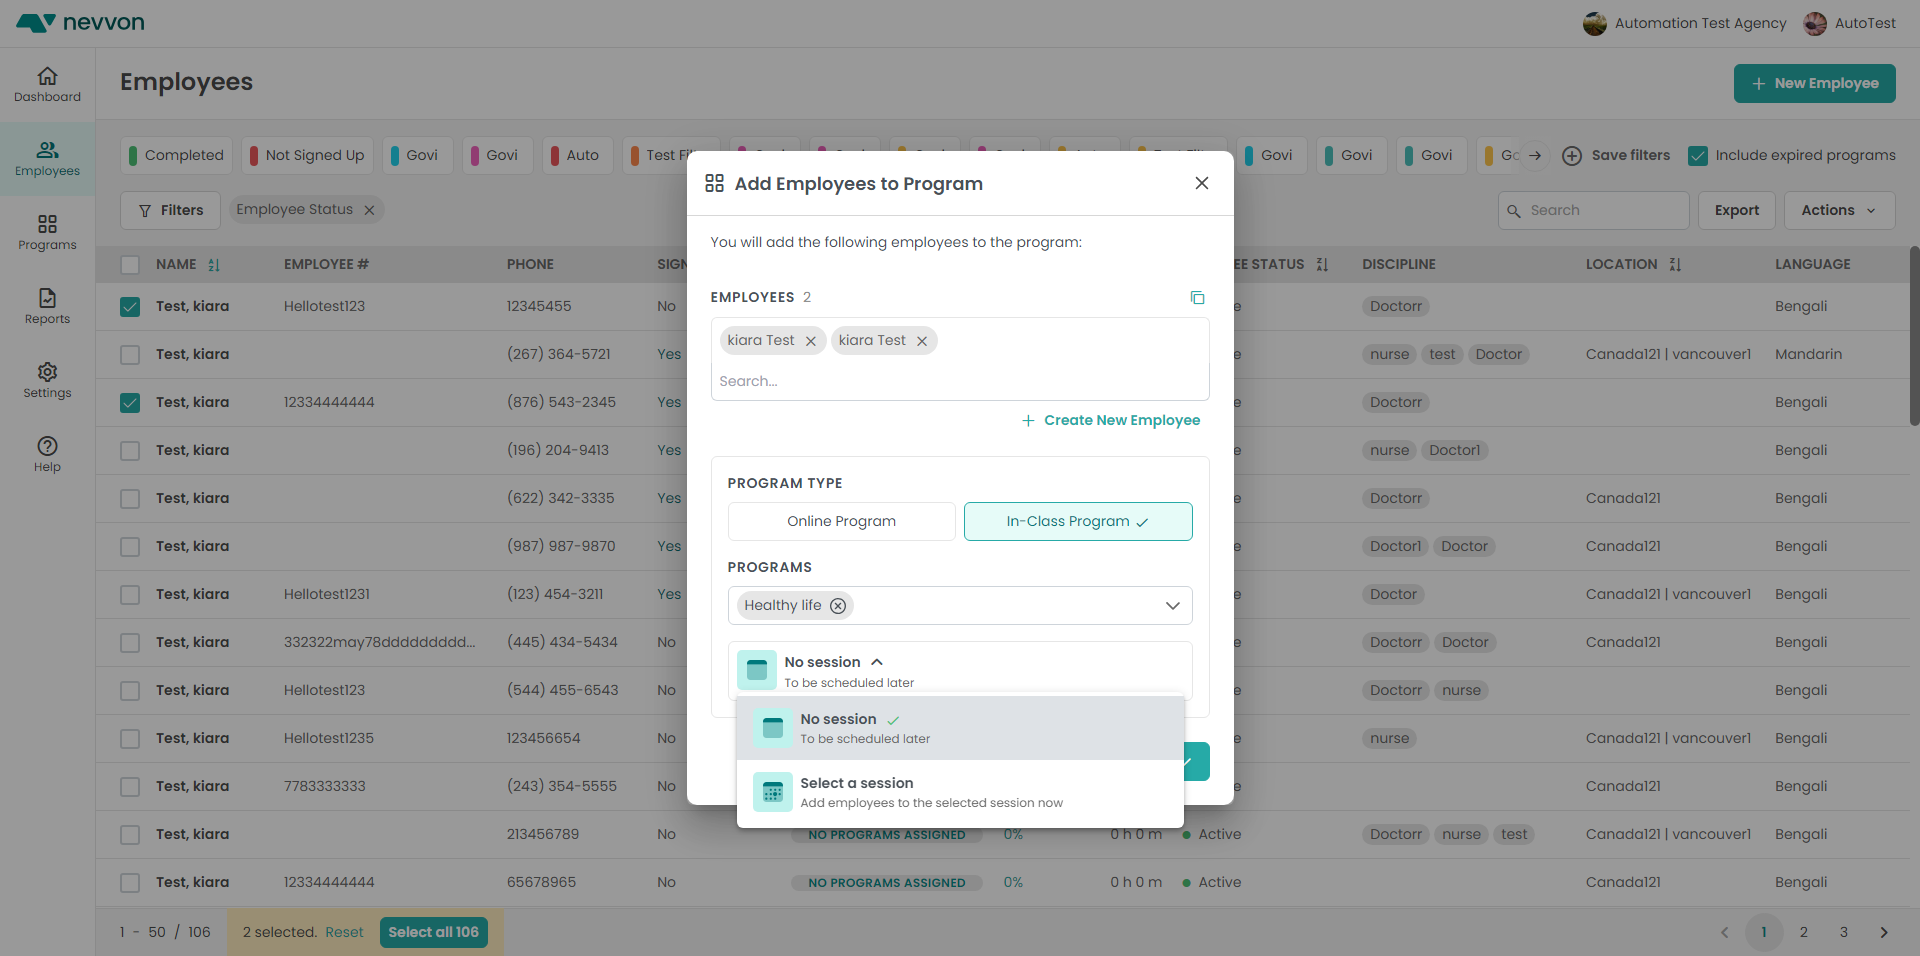 nevvon
Automation Test Agency
AutoTest
Dashboard
Employees
Programs
Reports
Settings
Help
Employees
New Employee
Completed
Not Signed Up
Govi
Govi
Auto
Govi
Govi
Govi
Save filters
Include expired programs
Filters
Employee Status
Search
Export
Actions
NAME EMPLOYEE # PHONE SIGN EE STATUS DISCIPLINE LOCATION LANGUAGE
Test, kiara Hellotest123 12345455 No e Doctorr Bengali
Test, kiara (267) 364-5721 Yes e nurse test Doctor Canada121 | vancouver1 Mandarin
Test, kiara 12334444444 (876) 543-2345 Yes e Doctorr Bengali
Test, kiara (196) 204-9413 Yes e nurse Doctor1 Bengali
Test, kiara (622) 342-3335 Yes e Doctorr Canada121 Bengali
Test, kiara (987) 987-9870 Yes e Doctor1 Doctor Canada121 Bengali
Test, kiara Hellotest1231 (123) 454-3211 Yes e Doctor Canada121 | vancouver1 Bengali
Test, kiara 332322may78ddddddddd... (445) 434-5434 No e Doctorr Doctor Canada121 Bengali
Test, kiara Hellotest123 (544) 455-6543 No e Doctorr nurse Canada121 Bengali
Test, kiara Hellotest1235 123456654 No e nurse Canada121 | vancouver1 Bengali
Test, kiara 7783333333 (243) 354-5555 No e Canada121 Bengali
Test, kiara 213456789 No NO PROGRAMS ASSIGNED 0% 0 h 0 m Active Doctorr nurse test Canada121 | vancouver1 Bengali
Test, kiara 12334444444 65678965 No NO PROGRAMS ASSIGNED 0% 0 h 0 m Active Canada121 Bengali
1 - 50 / 106
2 selected. Reset
Select all 106
1 2 3
Add Employees to Program
You will add the following employees to the program:
EMPLOYEES 2
kiara Test kiara Test
Search...
Create New Employee
PROGRAM TYPE
Online Program
In-Class Program
PROGRAMS
Healthy life
No session
To be scheduled later
No session
To be scheduled later
Select a session
Add employees to the selected session now